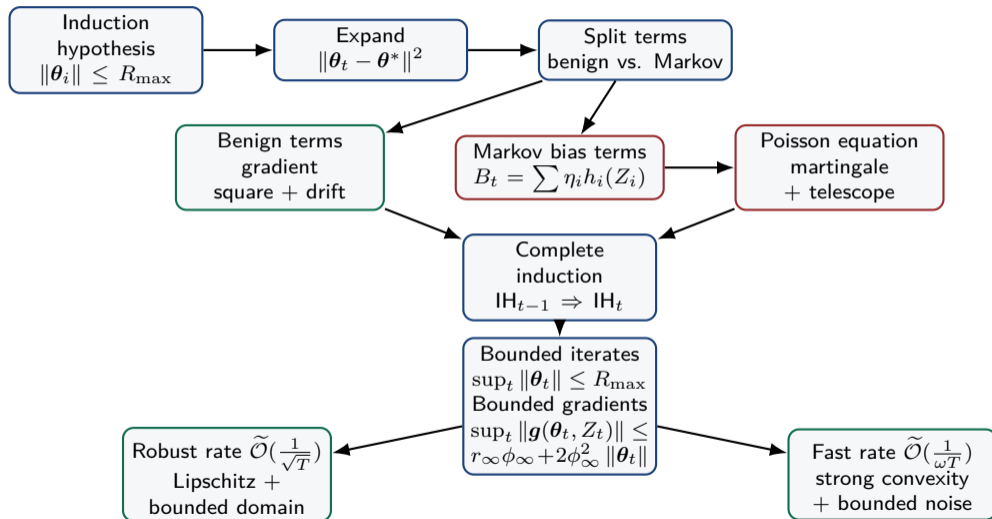 Induction
hypothesis
‖θ_i‖ ≤ R_max
Expand
‖θ_t − θ*‖²
Split terms
benign vs. Markov
Benign terms
gradient
square + drift
Markov bias terms
B_t = ∑ η_i h_i(Z_i)
Poisson equation
martingale
+ telescope
Complete
induction
IH_{t−1} ⇒ IH_t
Bounded iterates
sup_t ‖θ_t‖ ≤ R_max
Bounded gradients
sup_t ‖g(θ_t, Z_t)‖ ≤
r_∞ϕ_∞ + 2ϕ_∞² ‖θ_t‖
Robust rate Õ(1/√T)
Lipschitz +
bounded domain
Fast rate Õ(1/ωT)
strong convexity
+ bounded noise